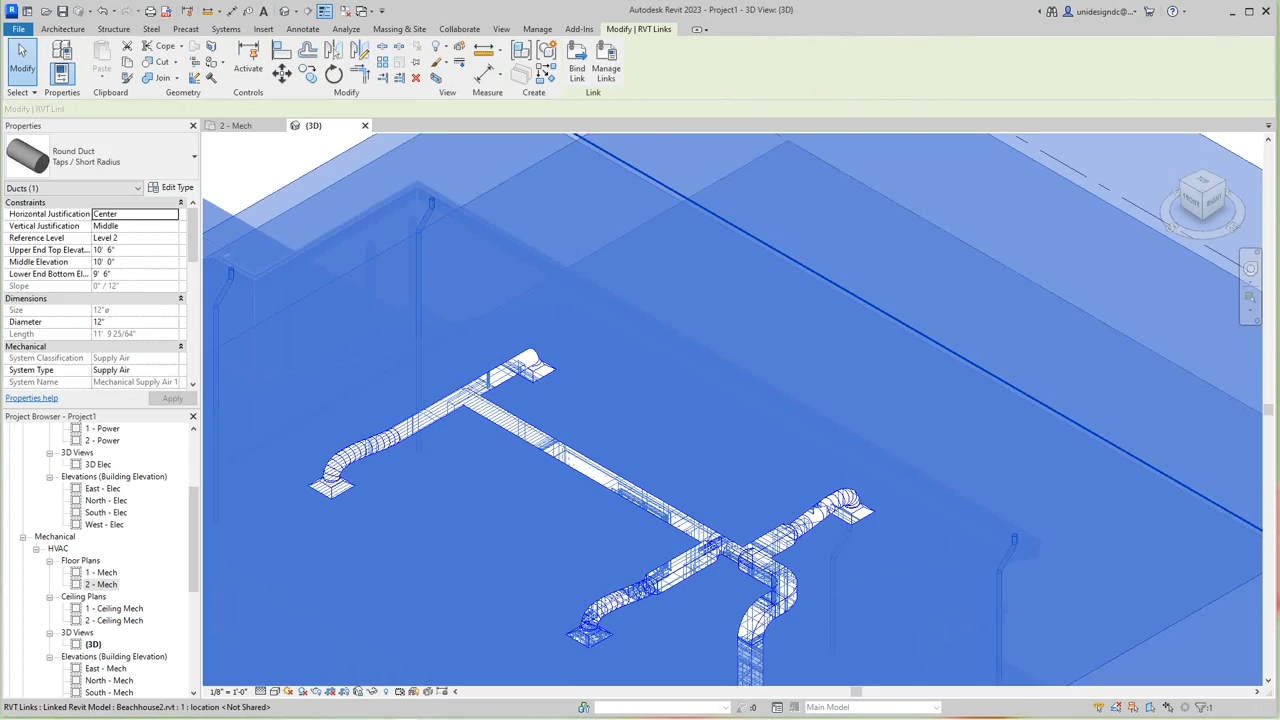 Autodesk Revit 2023 - Project1 - 3D View: {3D}
unidesigndc@...
File Architecture Structure Steel Precast Systems Insert Annotate Analyze Massing & Site Collaborate View Manage Add-Ins Modify | RVT Links
Modify
Select
Properties
Paste
Clipboard
Cope
Cut
Join
Geometry
Activate
Controls
Modify
View
Measure
Create
Bind Link
Manage Links
Link
Modify | RVT Link
Properties
2 - Mech
{3D}
Round Duct
Taps / Short Radius
Ducts (1)
Edit Type
Constraints
Horizontal Justification Center
Vertical Justification Middle
Reference Level Level 2
Upper End Top Elevat... 10' 6"
Middle Elevation 10' 0"
Lower End Bottom El... 9' 6"
Slope 0" / 12"
Dimensions
Size 12"ø
Diameter 12"
Length 11' 9 25/64"
Mechanical
System Classification Supply Air
System Type Supply Air
System Name Mechanical Supply Air 1
Properties help
Apply
Project Browser - Project1
1 - Power
2 - Power
3D Views
3D Elec
Elevations (Building Elevation)
East - Elec
North - Elec
South - Elec
West - Elec
Mechanical
HVAC
Floor Plans
1 - Mech
2 - Mech
Ceiling Plans
1 - Ceiling Mech
2 - Ceiling Mech
3D Views
{3D}
Elevations (Building Elevation)
East - Mech
North - Mech
South - Mech
TOP
FRONT
RIGHT
1/8" = 1'-0"
RVT Links : Linked Revit Model : Beachhouse2.rvt : 1 : location <Not Shared>
:0
Main Model
:1